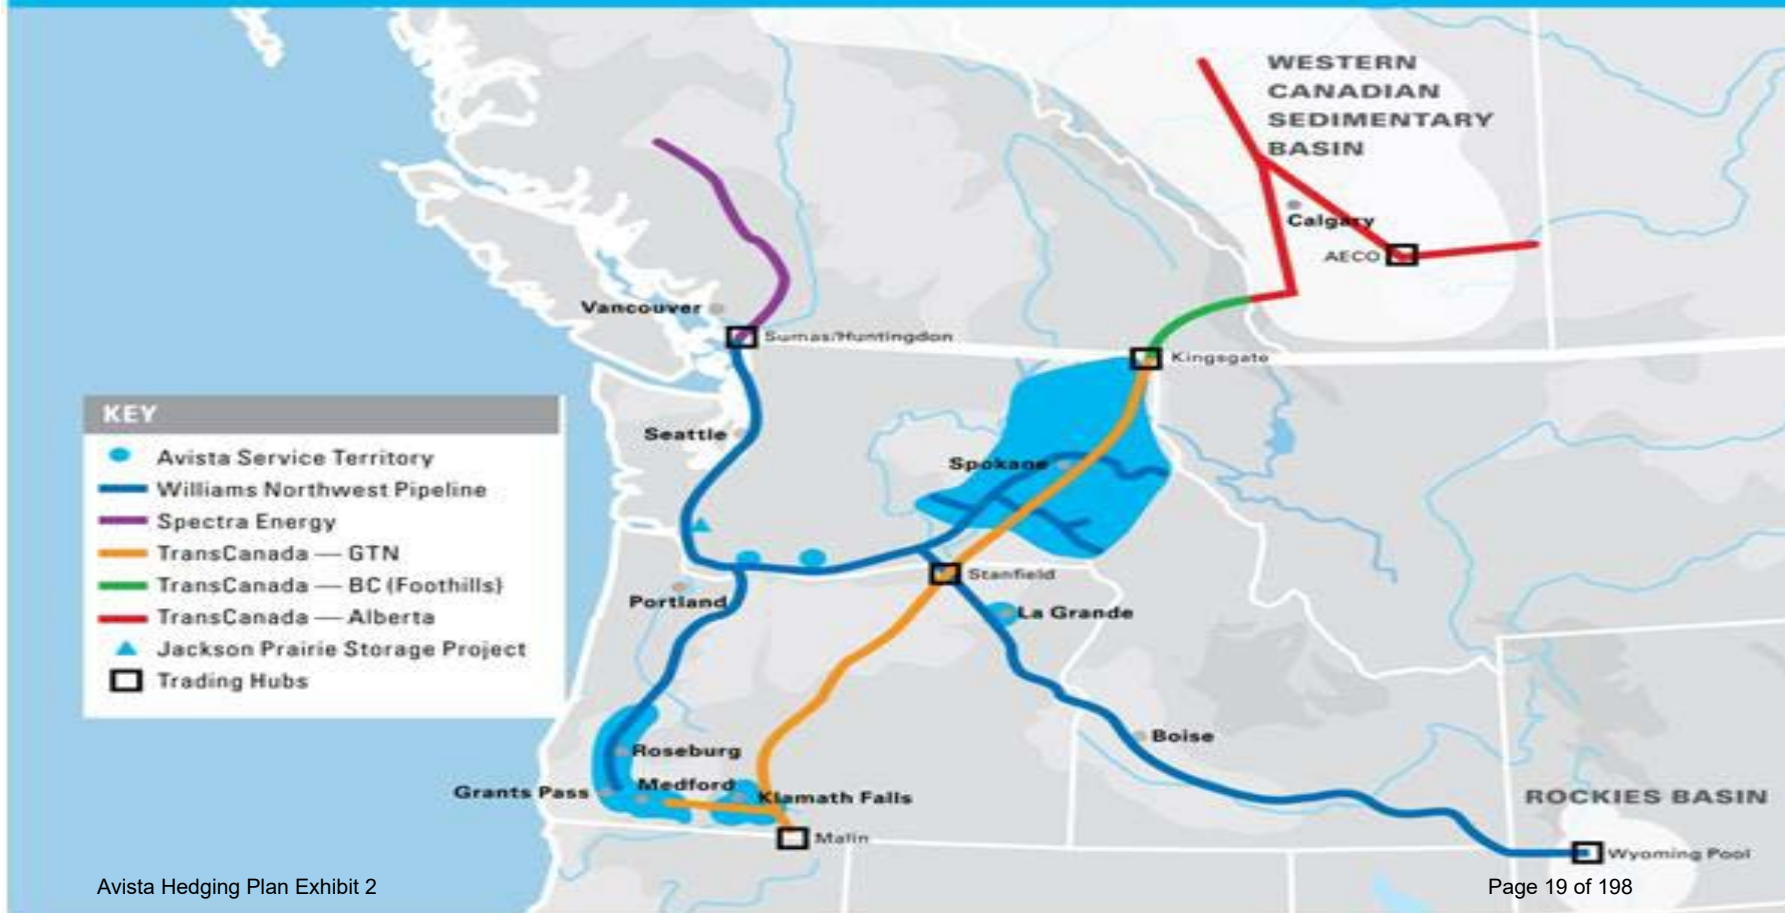 WESTERN
CANADIAN
SEDIMENTARY
BASIN
Calgary
AECO
Vancouver
Sumas/Huntingdon
Kingsgate
KEY
Avista Service Territory
Williams Northwest Pipeline
Spectra Energy
TransCanada — GTN
TransCanada — BC (Foothills)
TransCanada — Alberta
Jackson Prairie Storage Project
Trading Hubs
Seattle
Spokane
Stanfield
Portland
La Grande
Roseburg
Boise
Medford
Grants Pass
Klamath Falls
ROCKIES BASIN
Malin
Wyoming Pool
Avista Hedging Plan Exhibit 2
Page 19 of 198